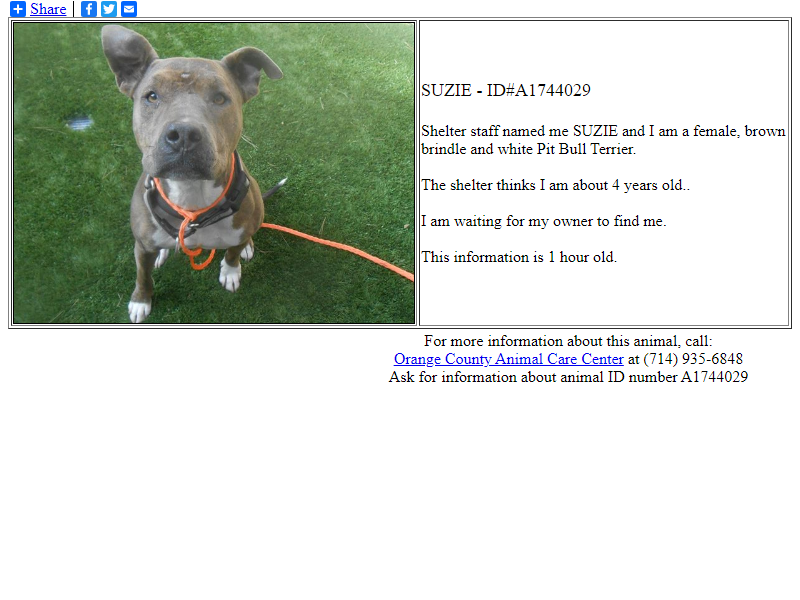 Share
SUZIE - ID#A1744029
Shelter staff named me SUZIE and I am a female, brown
brindle and white Pit Bull Terrier.
The shelter thinks I am about 4 years old..
I am waiting for my owner to find me.
This information is 1 hour old.
For more information about this animal, call:
Orange County Animal Care Center at (714) 935-6848
Ask for information about animal ID number A1744029